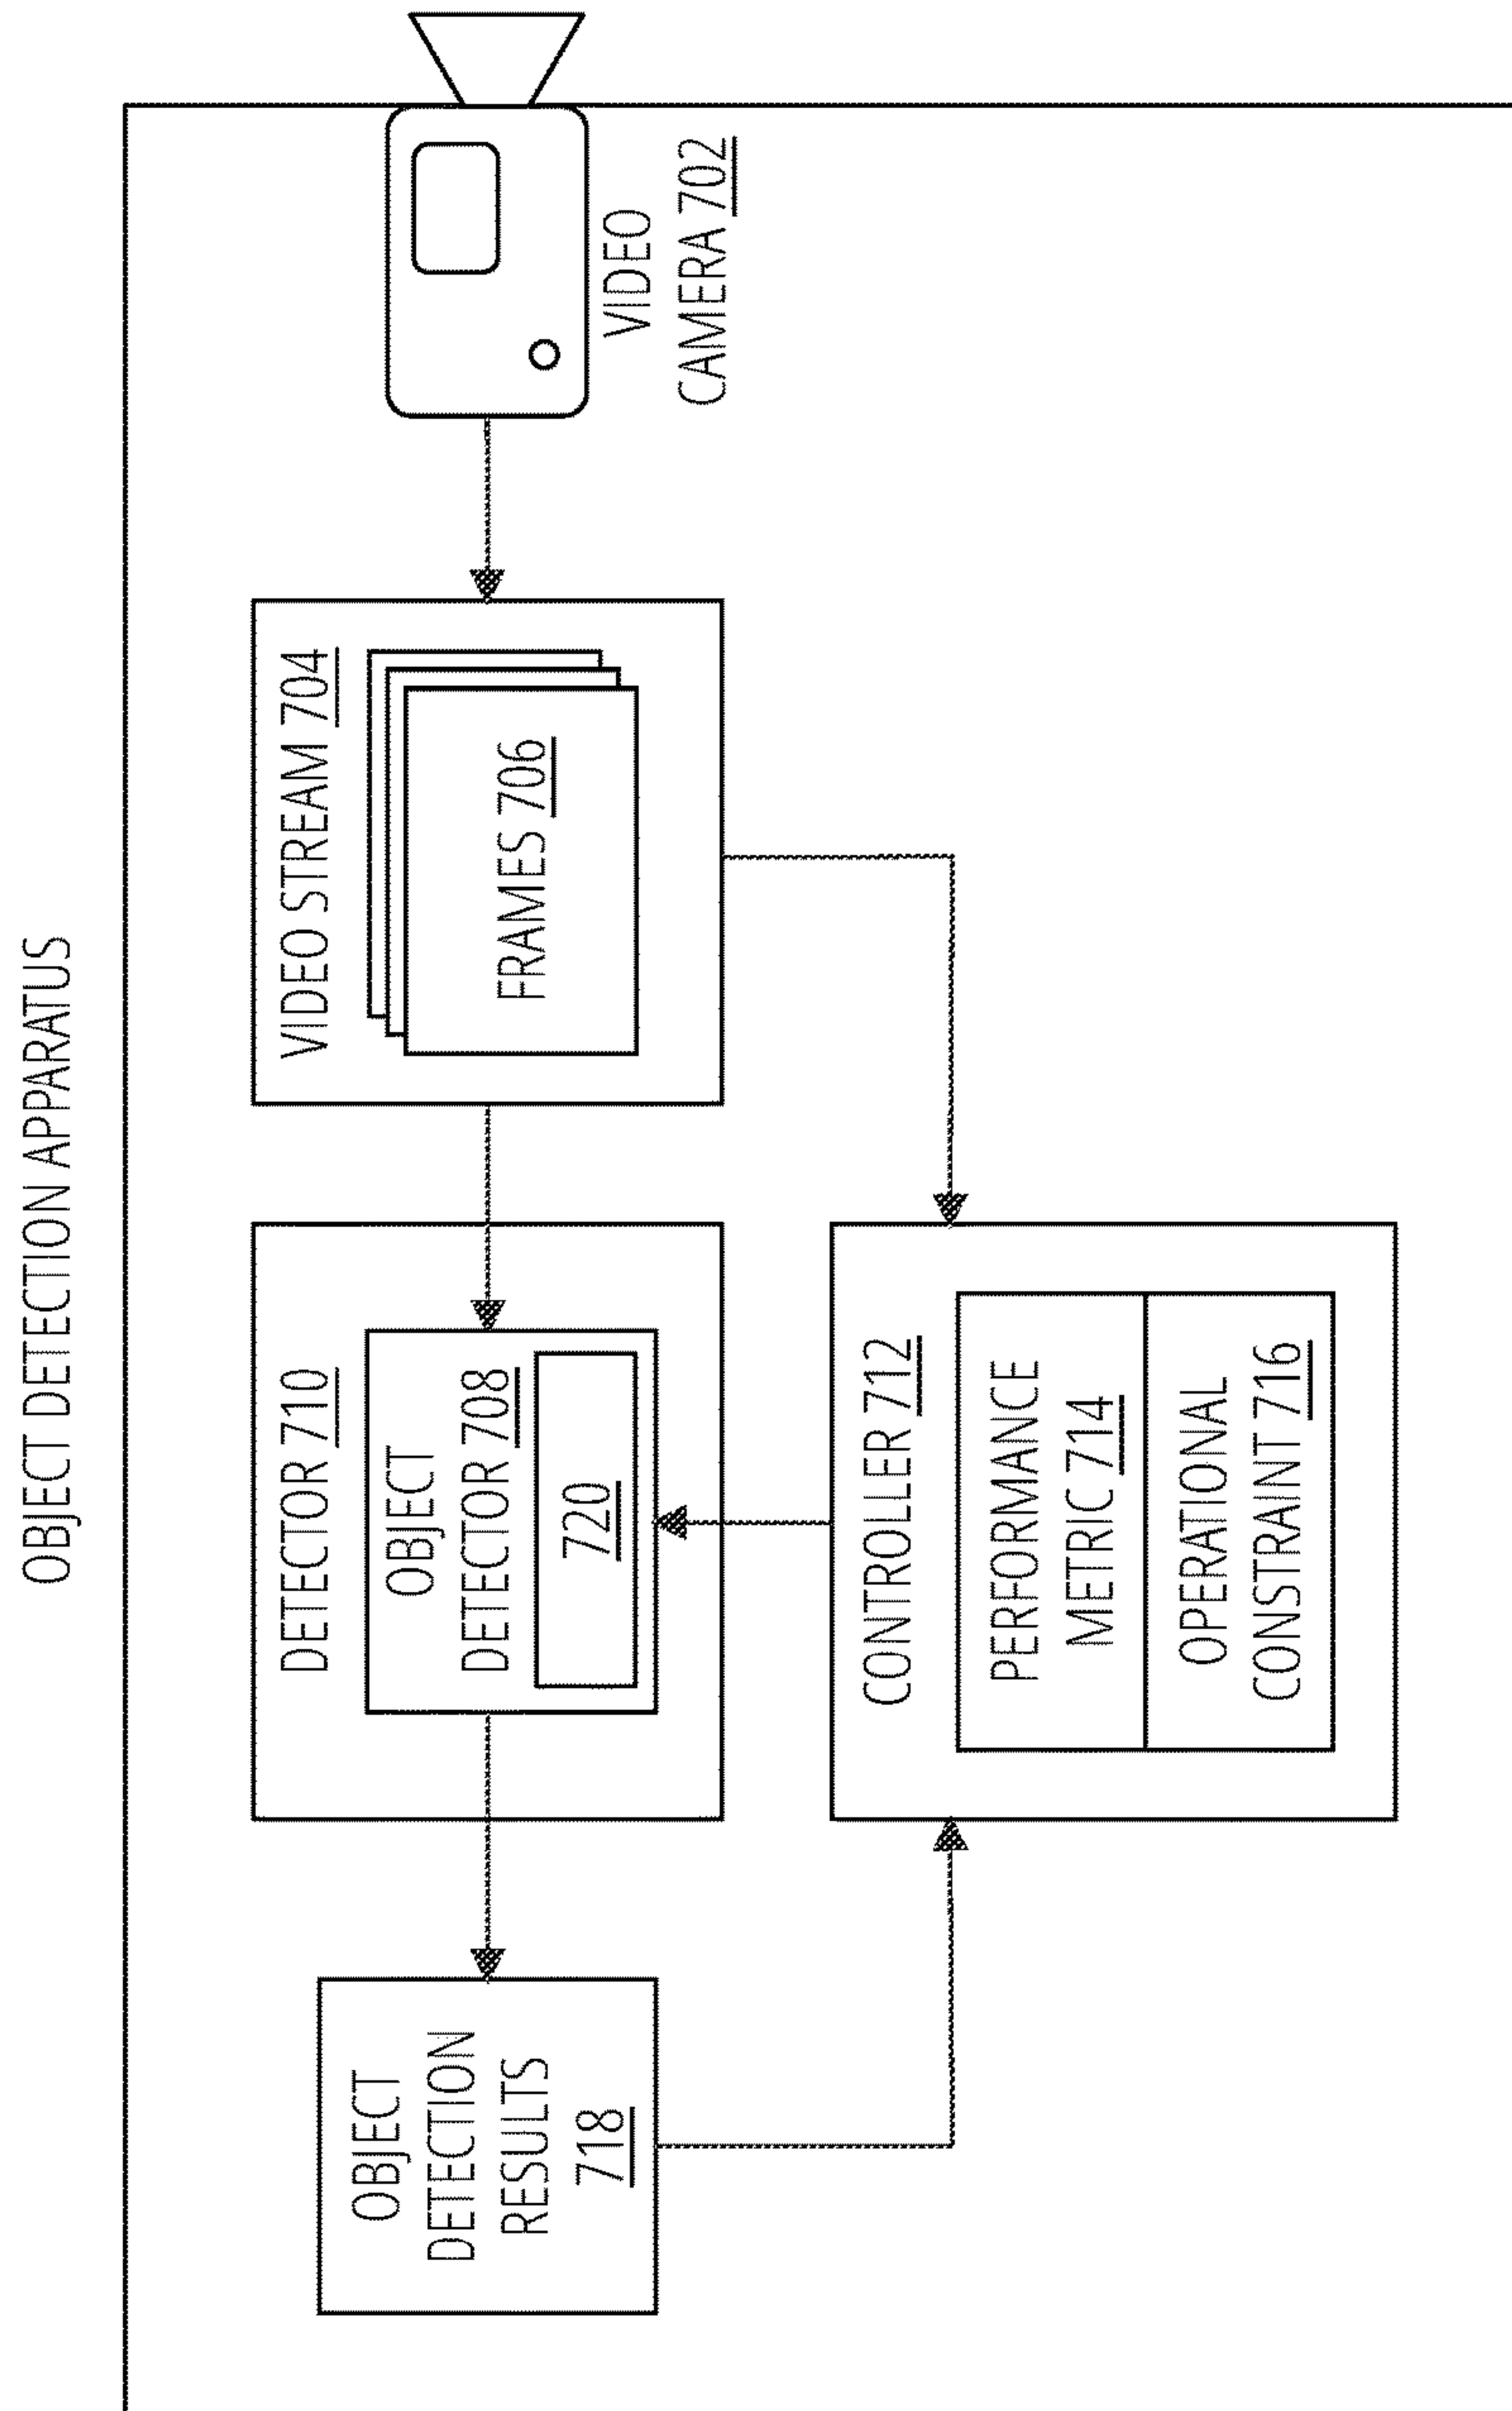 OBJECT DETECTION APPARATUS
OBJECT
DETECTION
RESULTS
718
DETECTOR 710
OBJECT
DETECTOR 708
720
VIDEO STREAM 704
FRAMES 706
VIDEO
CAMERA 702
CONTROLLER 712
PERFORMANCE
METRIC 714
OPERATIONAL
CONSTRAINT 716